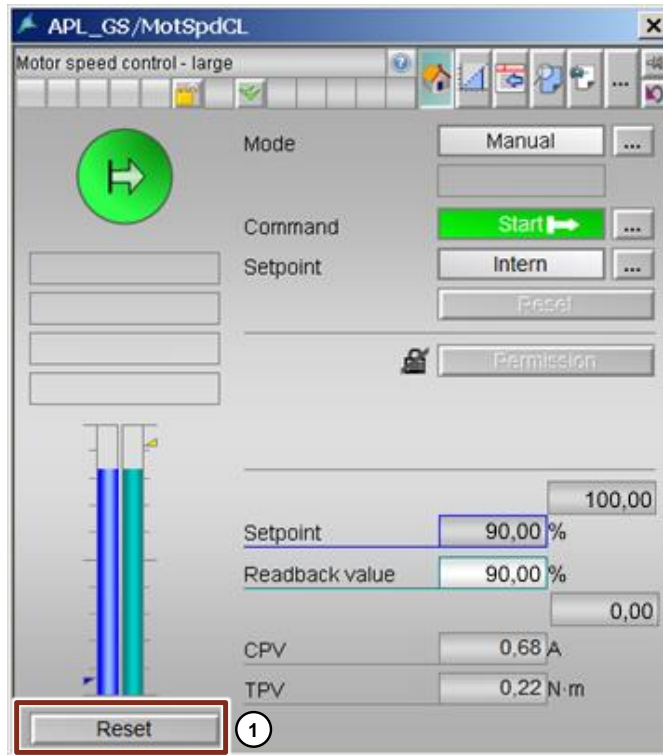 APL_GS/MotSpdCL
Motor speed control - large
...
Mode Manual ...
Command Start ...
Setpoint Intern ...
Reset
Permission
100,00
Setpoint 90,00 %
Readback value 90,00 %
0,00
CPV 0,68 A
TPV 0,22 N·m
Reset 1